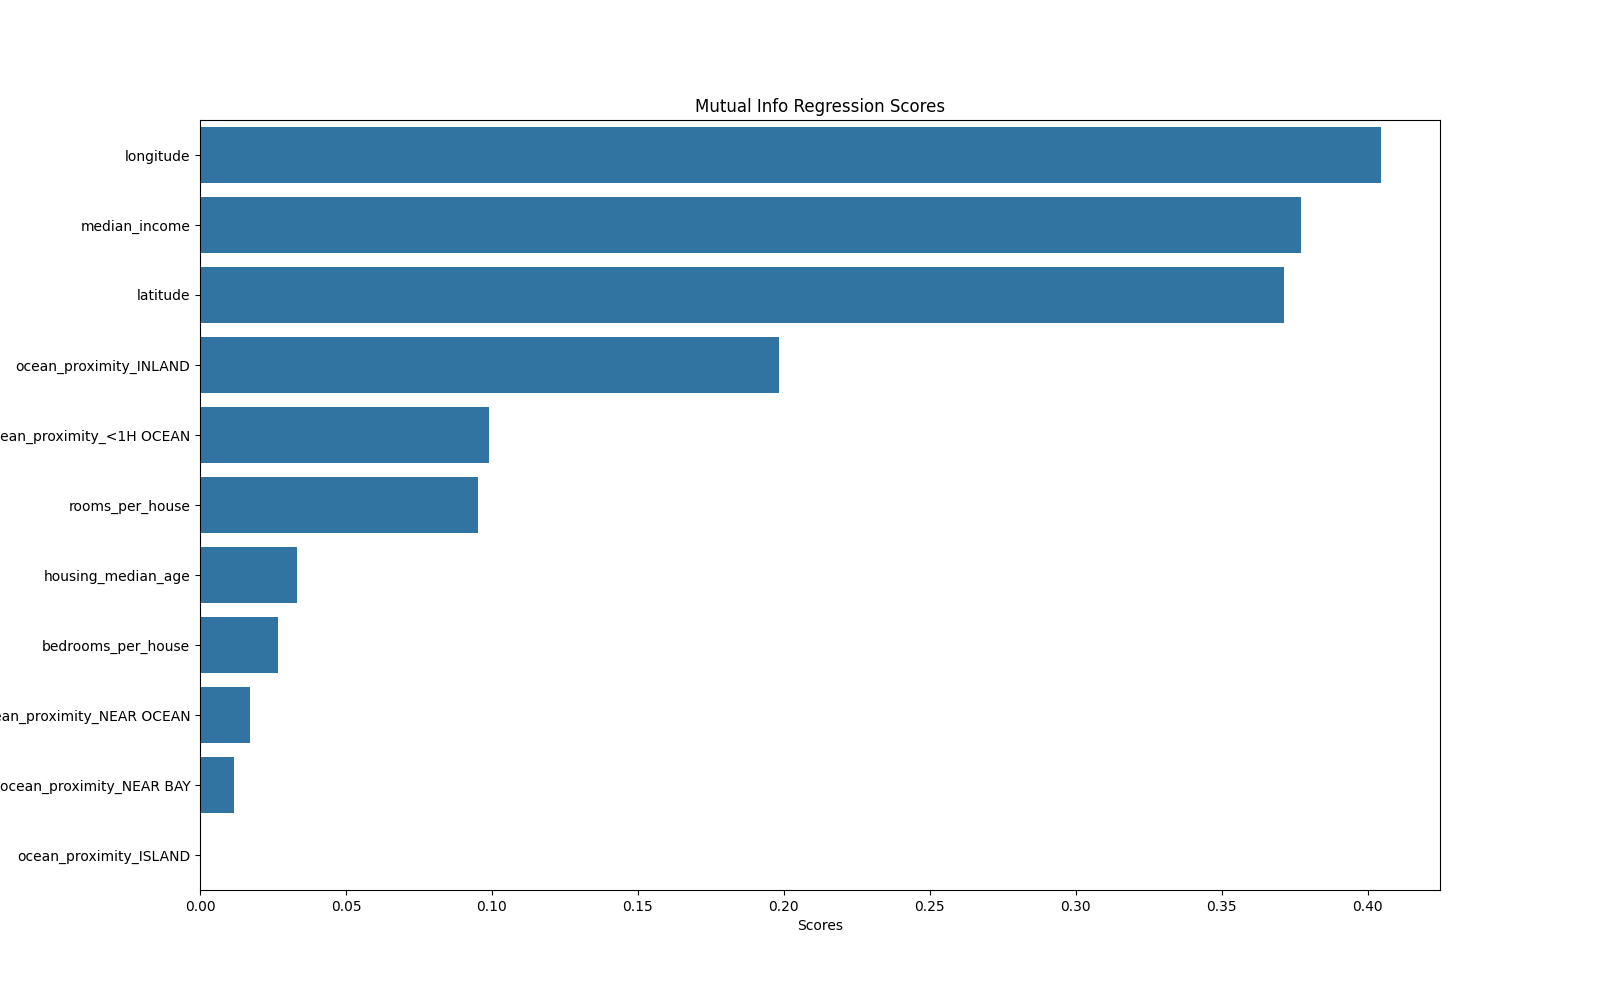 Mutual Info Regression Scores
longitude
median_income
latitude
ocean_proximity_INLAND
ean_proximity_<1H OCEAN
rooms_per_house
housing_median_age
bedrooms_per_house
ean_proximity_NEAR OCEAN
ocean_proximity_NEAR BAY
ocean_proximity_ISLAND
0.00 0.05 0.10 0.15 0.20 0.25 0.30 0.35 0.40
Scores